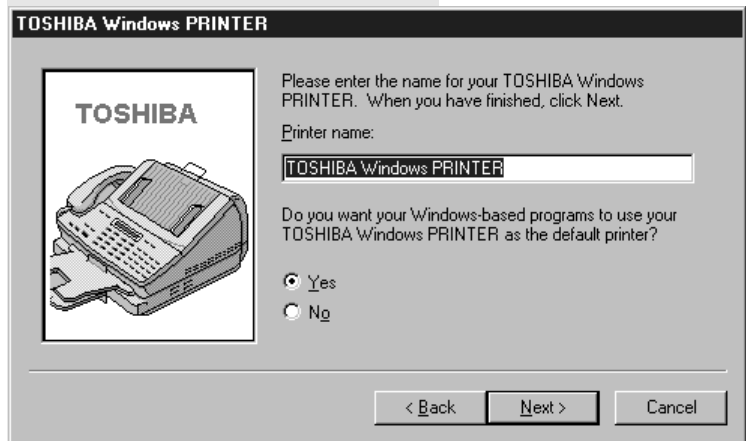 TOSHIBA Windows PRINTER
TOSHIBA
Please enter the name for your TOSHIBA Windows
PRINTER. When you have finished, click Next.
Printer name:
TOSHIBA Windows PRINTER
Do you want your Windows-based programs to use your
TOSHIBA Windows PRINTER as the default printer?
Yes
No
< Back
Next >
Cancel